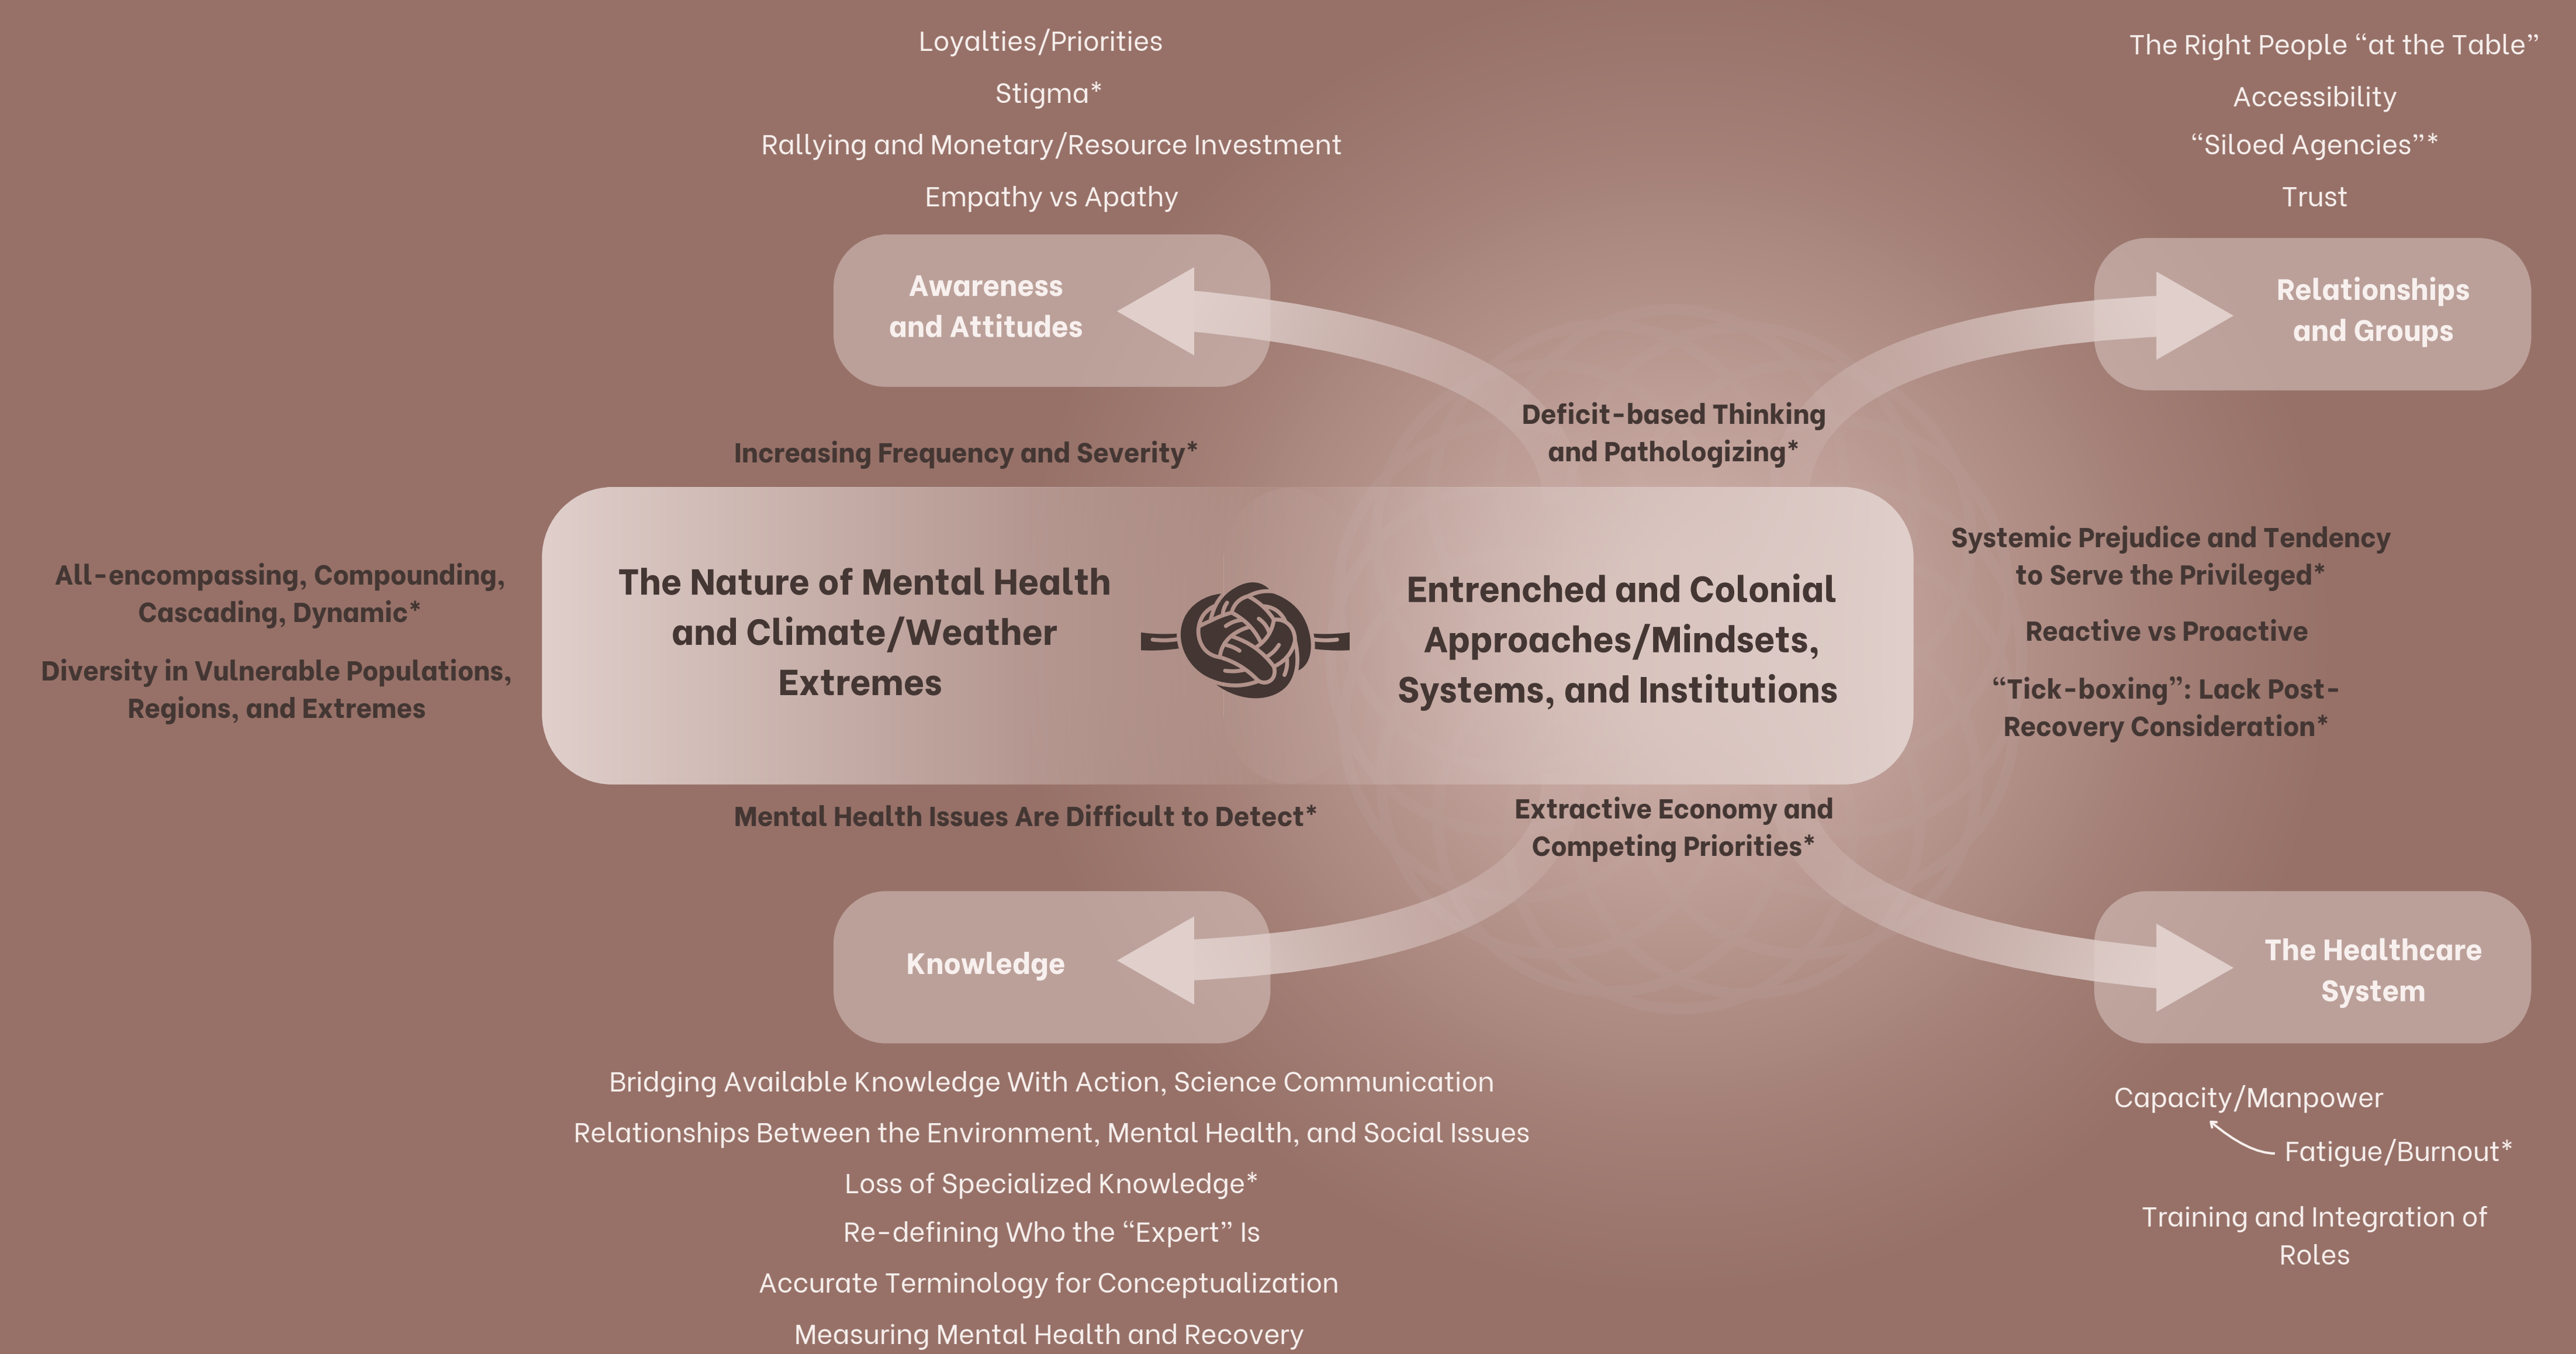 Loyalties/Priorities
Stigma*
Rallying and Monetary/Resource Investment
Empathy vs Apathy
Awareness
and Attitudes
The Right People “at the Table”
Accessibility
“Siloed Agencies”*
Trust
Relationships
and Groups
Increasing Frequency and Severity*
Deficit-based Thinking
and Pathologizing*
All-encompassing, Compounding,
Cascading, Dynamic*
Diversity in Vulnerable Populations,
Regions, and Extremes
The Nature of Mental Health
and Climate/Weather
Extremes
Entrenched and Colonial
Approaches/Mindsets,
Systems, and Institutions
Systemic Prejudice and Tendency
to Serve the Privileged*
Reactive vs Proactive
“Tick-boxing”: Lack Post-
Recovery Consideration*
Mental Health Issues Are Difficult to Detect*
Extractive Economy and
Competing Priorities*
Knowledge
Bridging Available Knowledge With Action, Science Communication
Relationships Between the Environment, Mental Health, and Social Issues
Loss of Specialized Knowledge*
Re-defining Who the “Expert” Is
Accurate Terminology for Conceptualization
Measuring Mental Health and Recovery
The Healthcare
System
Capacity/Manpower
Fatigue/Burnout*
Training and Integration of
Roles